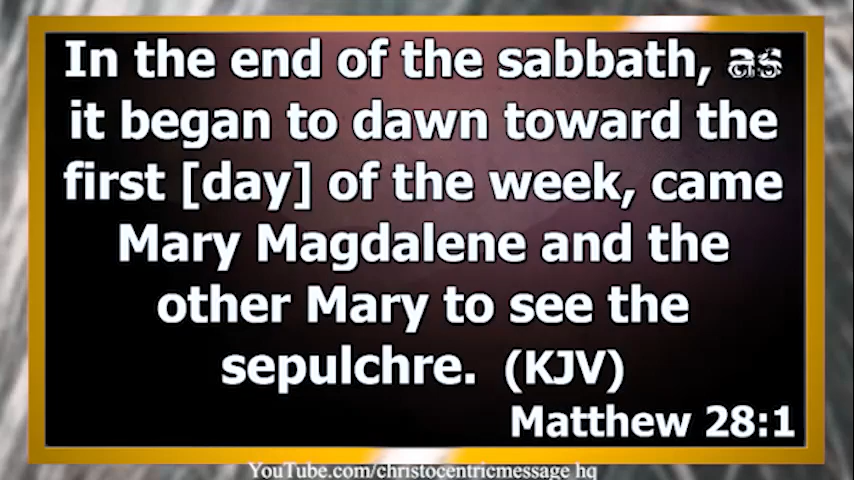 In the end of the sabbath, as
it began to dawn toward the
first [day] of the week, came
Mary Magdalene and the
other Mary to see the
sepulchre. (KJV)
Matthew 28:1
YouTube.com/christocentricmessage hq